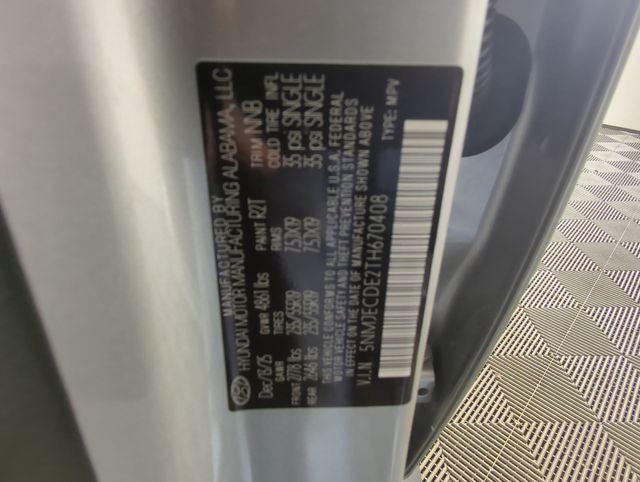 MANUFACTURED BY
HYUNDAI MOTOR MANUFACTURING ALABAMA, LLC
Dec/13/25 GVWR 4861 lbs PAINT R2T TRIM NNB
GAWR TIRES RIMS COLD TIRE INFL
FRONT 2778 lbs 235/55R19 7.5JX19 35 psi SINGLE
REAR 2646 lbs 235/55R19 7.5JX19 35 psi SINGLE
THIS VEHICLE CONFORMS TO ALL APPLICABLE U.S.A. FEDERAL
MOTOR VEHICLE SAFETY AND THEFT PREVENTION STANDARDS
IN EFFECT ON THE DATE OF MANUFACTURE SHOWN ABOVE
V.I.N 5NMJECDE2TH670408 TYPE: MPV